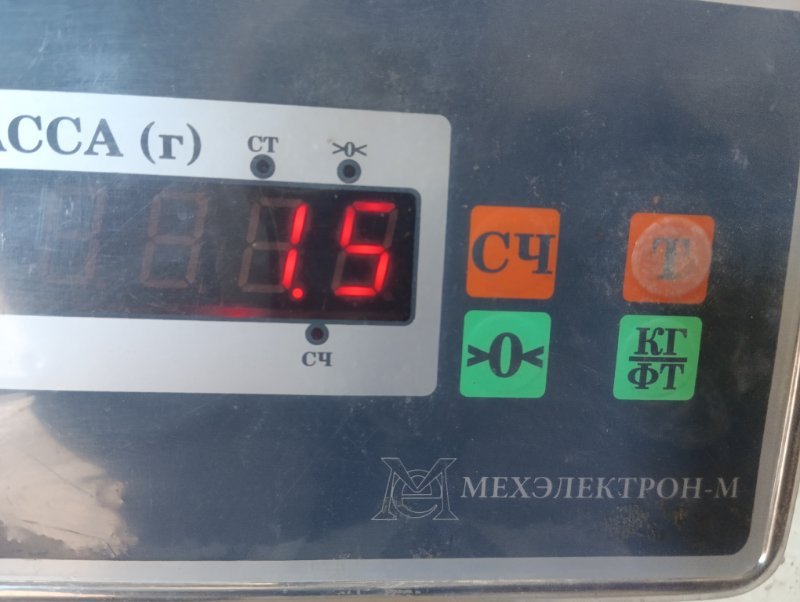 АССА (г)
СТ >0<
1.5
СЧ
СЧ Т
>0< КГ/ФТ
МЕХЭЛЕКТРОН-М